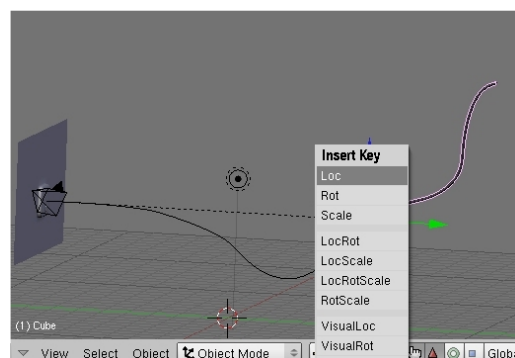 Insert Key
Loc
Rot
Scale
LocRot
LocScale
LocRotScale
RotScale
VisualLoc
VisualRot
(1) Cube
View Select Object Object Mode Globa